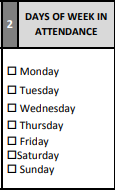 2
DAYS OF WEEK IN
ATTENDANCE
☐ Monday
☐ Tuesday
☐ Wednesday
☐ Thursday
☐ Friday
☐Saturday
☐ Sunday